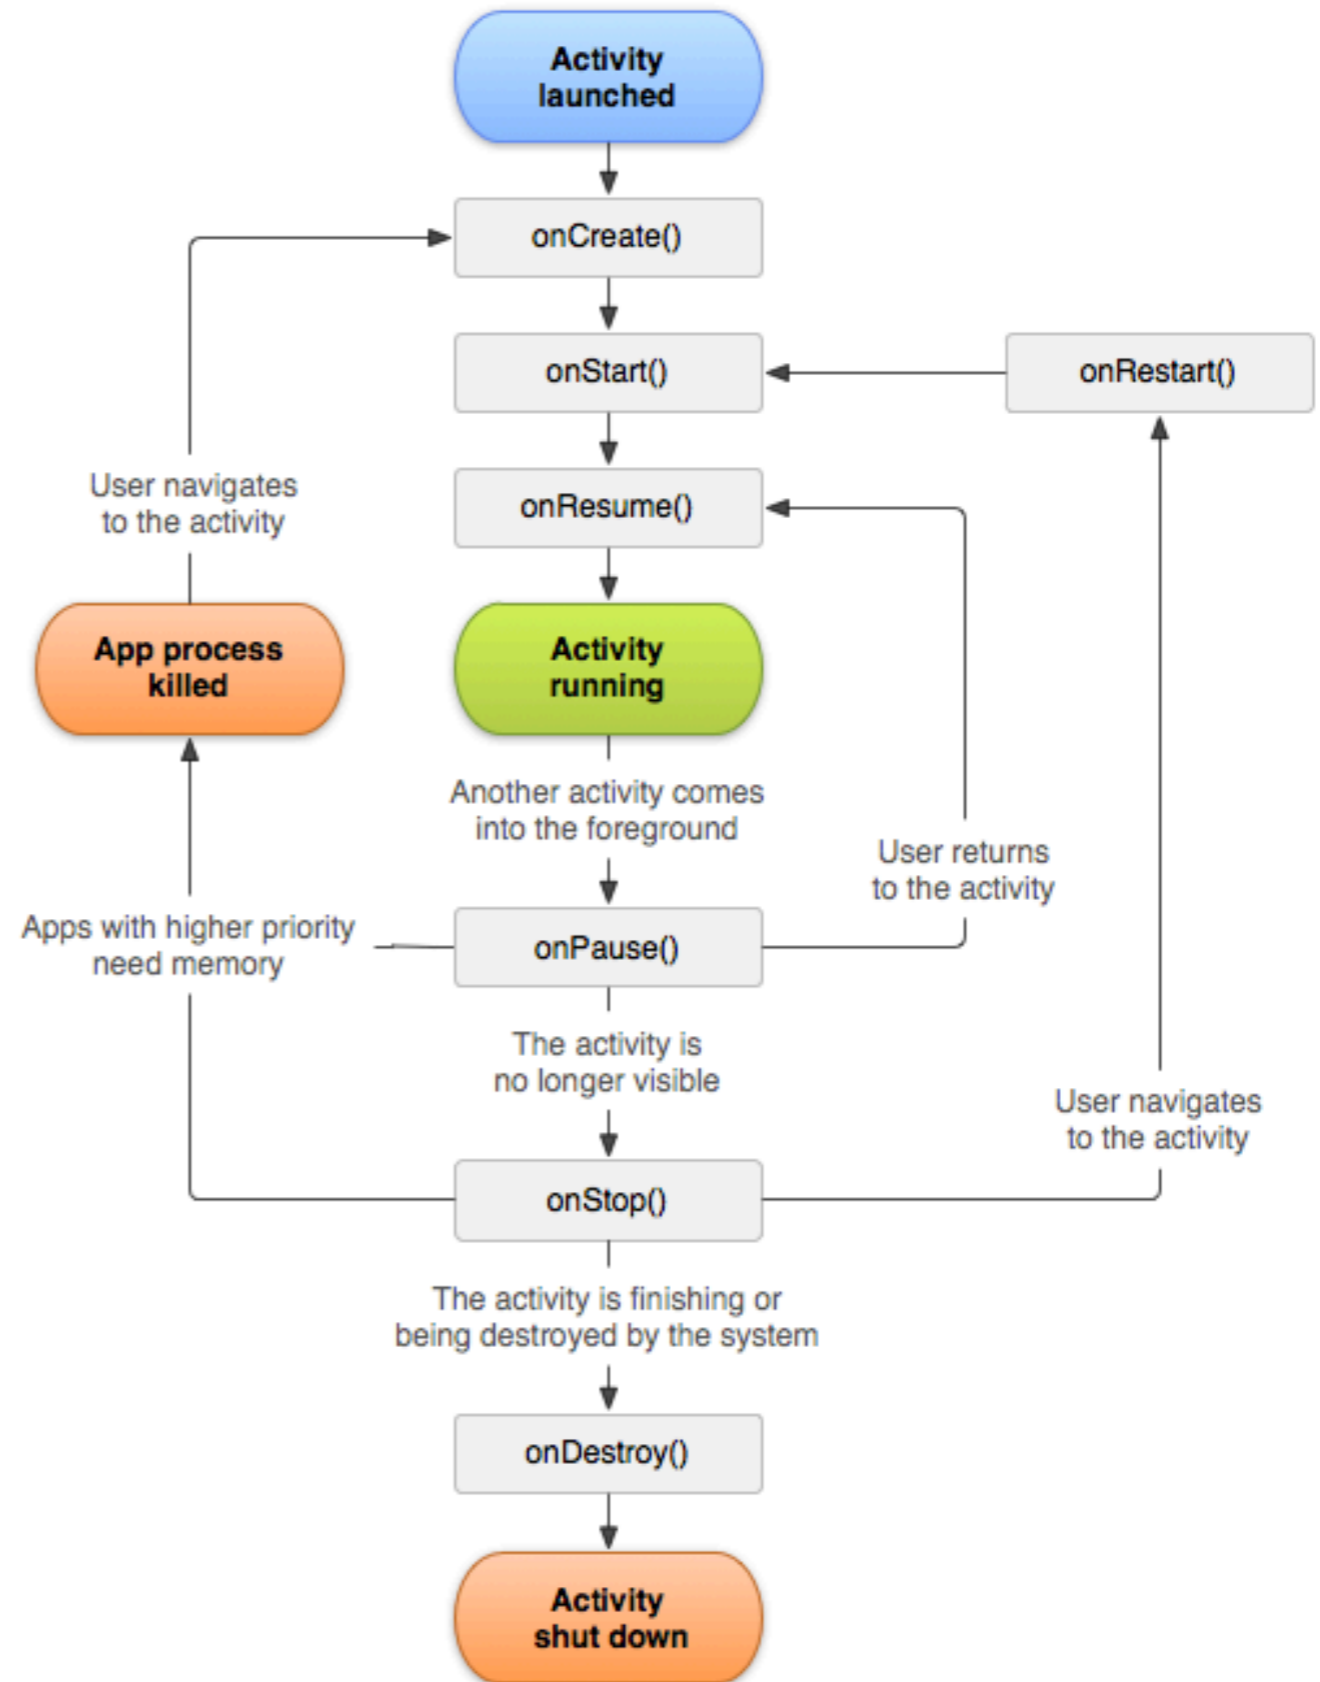 Activity
launched
onCreate()
onStart()
onRestart()
User navigates
to the activity
onResume()
App process
killed
Activity
running
Another activity comes
into the foreground
User returns
to the activity
Apps with higher priority
need memory
onPause()
The activity is
no longer visible
User navigates
to the activity
onStop()
The activity is finishing or
being destroyed by the system
onDestroy()
Activity
shut down